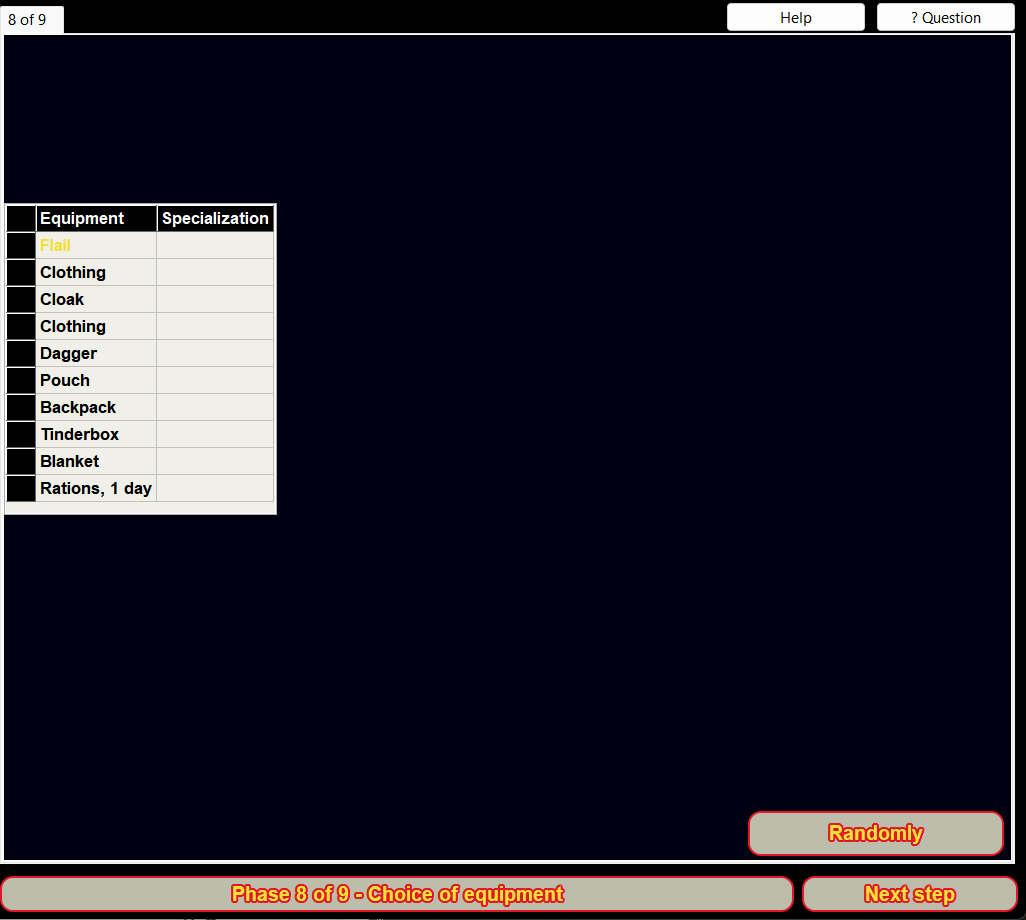 8 of 9
Help
? Question
Equipment Specialization
Flail
Clothing
Cloak
Clothing
Dagger
Pouch
Backpack
Tinderbox
Blanket
Rations, 1 day
Randomly
Phase 8 of 9 - Choice of equipment
Next step